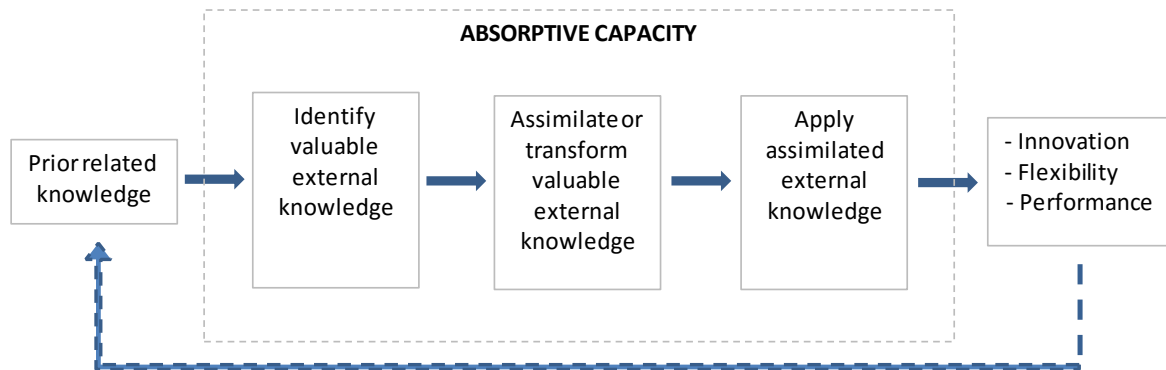 ABSORPTIVE CAPACITY
Prior related
knowledge
Identify
valuable
external
knowledge
Assimilate or
transform
valuable
external
knowledge
Apply
assimilated
external
knowledge
- Innovation
- Flexibility
- Performance